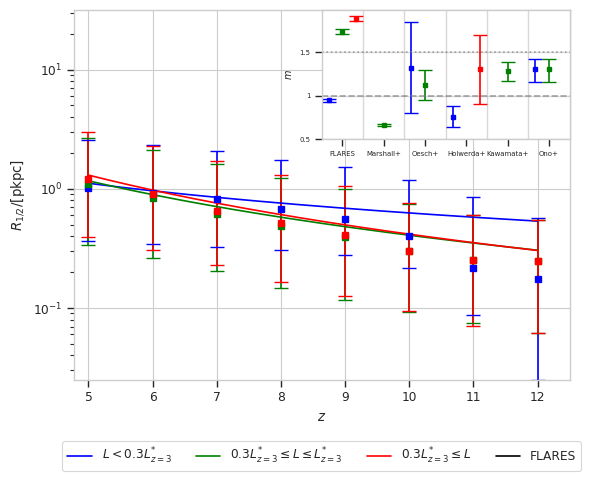 10¹
10⁰
10⁻¹
R_{1/2}/[pkpc]
5 6 7 8 9 10 11 12
z
m
1.5
1
0.5
FLARES Marshall+ Oesch+ Holwerda+ Kawamata+ Ono+
L < 0.3L*_{z=3} 0.3L*_{z=3} ≤ L ≤ L*_{z=3} 0.3L*_{z=3} ≤ L FLARES